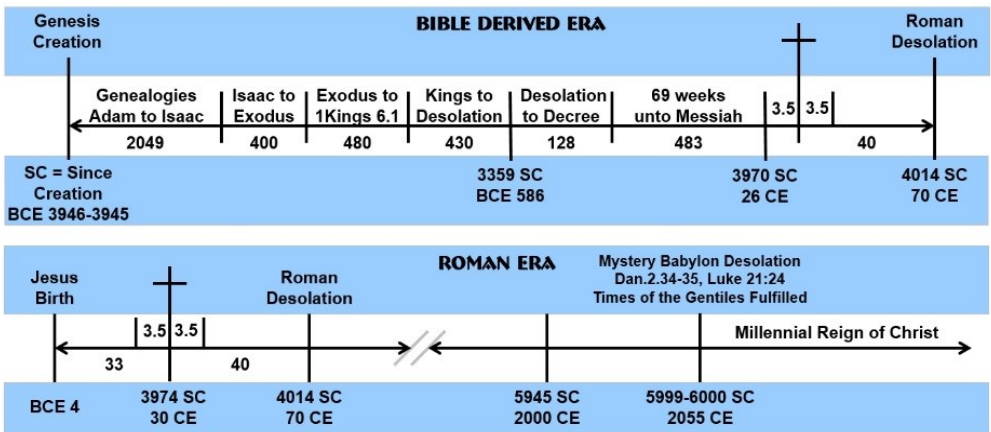 Genesis
Creation
BIBLE DERIVED ERA
Roman
Desolation
Genealogies
Adam to Isaac
2049
Isaac to
Exodus
400
Exodus to
1Kings 6.1
480
Kings to
Desolation
430
Desolation
to Decree
128
69 weeks
unto Messiah
483
3.5
3.5
40
SC = Since
Creation
BCE 3946-3945
3359 SC
BCE 586
3970 SC
26 CE
4014 SC
70 CE
ROMAN ERA
Jesus
Birth
Roman
Desolation
Mystery Babylon Desolation
Dan.2.34-35, Luke 21:24
Times of the Gentiles Fulfilled
3.5
3.5
33
40
Millennial Reign of Christ
BCE 4
3974 SC
30 CE
4014 SC
70 CE
5945 SC
2000 CE
5999-6000 SC
2055 CE